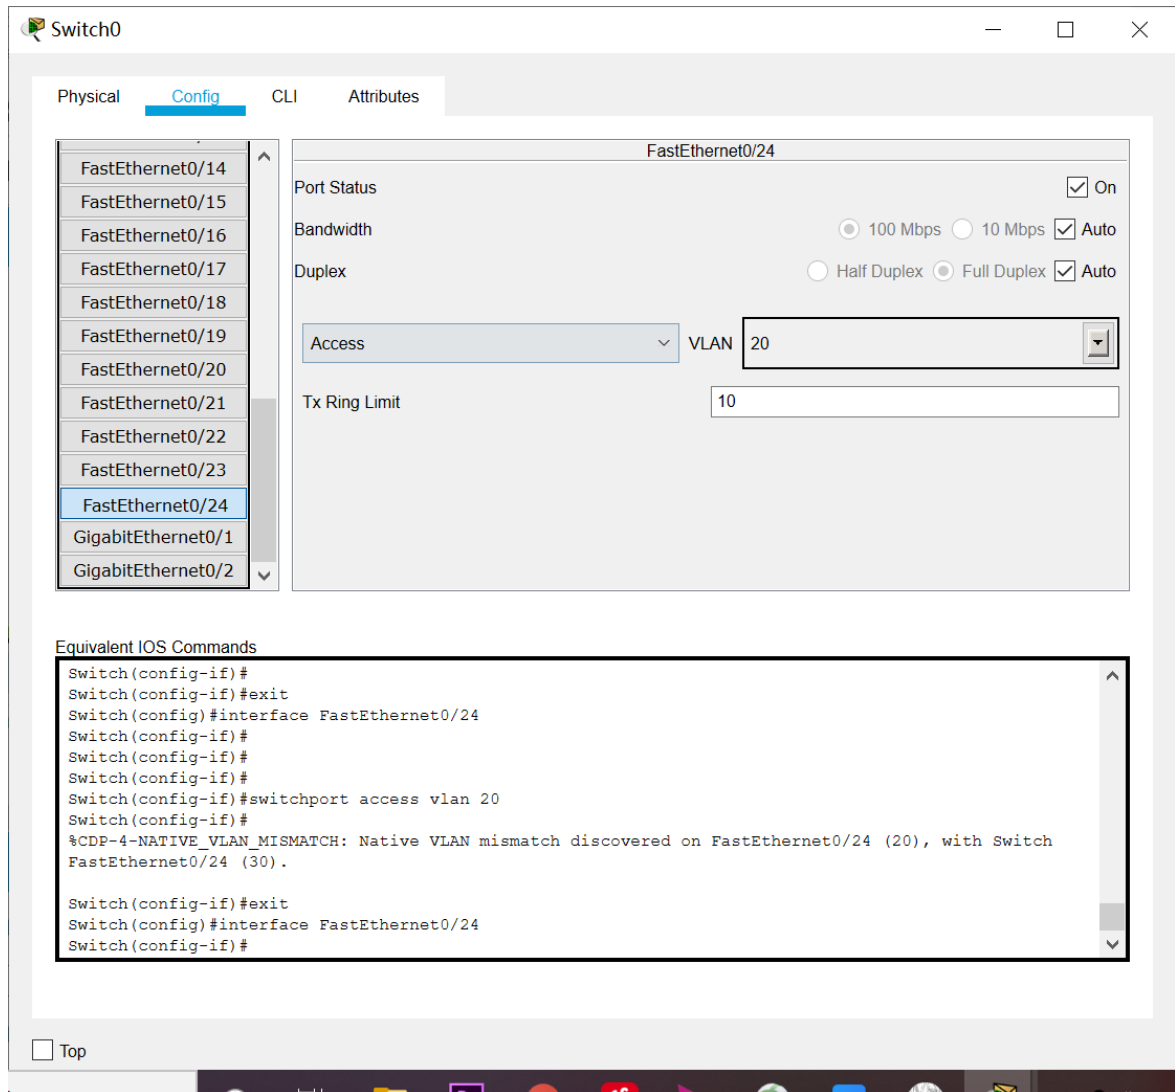 Switch0
Physical Config CLI Attributes
FastEthernet0/14
FastEthernet0/15
FastEthernet0/16
FastEthernet0/17
FastEthernet0/18
FastEthernet0/19
FastEthernet0/20
FastEthernet0/21
FastEthernet0/22
FastEthernet0/23
FastEthernet0/24
GigabitEthernet0/1
GigabitEthernet0/2
FastEthernet0/24
Port Status On
Bandwidth 100 Mbps 10 Mbps Auto
Duplex Half Duplex Full Duplex Auto
Access VLAN 20
Tx Ring Limit 10
Equivalent IOS Commands
Switch(config-if)#
Switch(config-if)#exit
Switch(config)#interface FastEthernet0/24
Switch(config-if)#
Switch(config-if)#
Switch(config-if)#
Switch(config-if)#switchport access vlan 20
Switch(config-if)#
%CDP-4-NATIVE_VLAN_MISMATCH: Native VLAN mismatch discovered on FastEthernet0/24 (20), with Switch
FastEthernet0/24 (30).
Switch(config-if)#exit
Switch(config)#interface FastEthernet0/24
Switch(config-if)#
Top